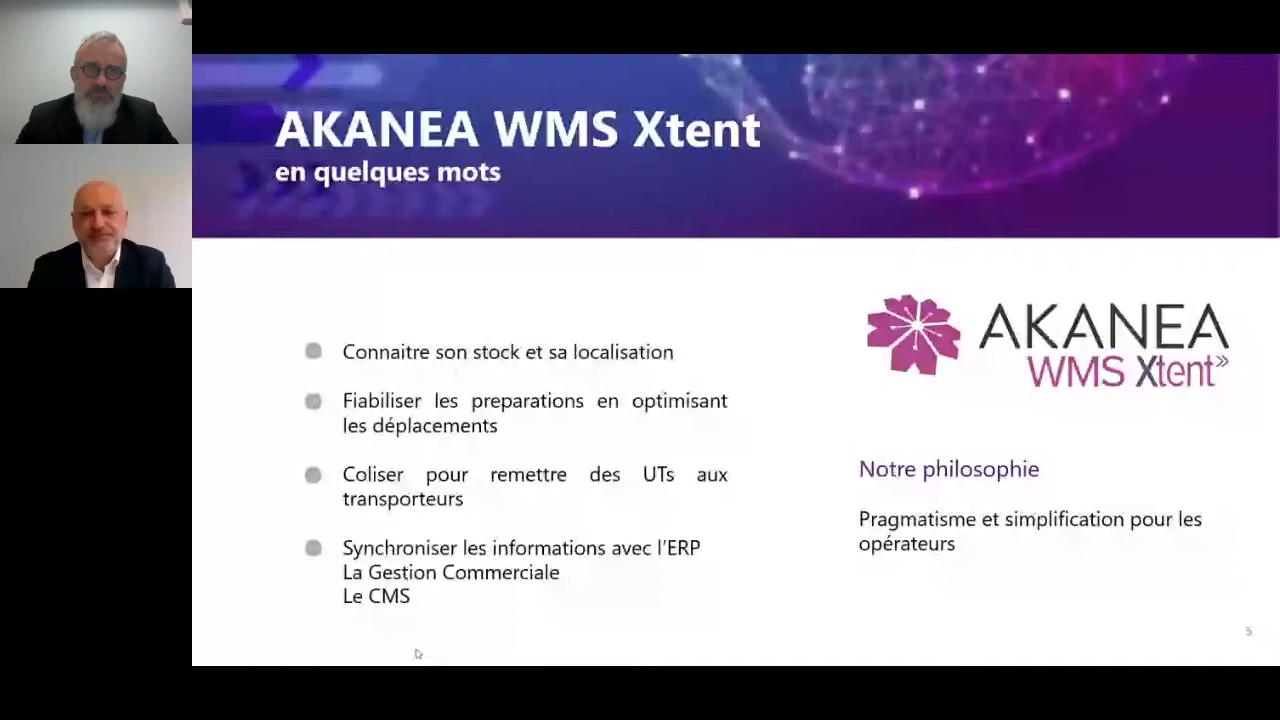 AKANEA WMS Xtent
en quelques mots
Connaitre son stock et sa localisation
Fiabiliser les preparations en optimisant
les déplacements
Coliser pour remettre des UTs aux
transporteurs
Synchroniser les informations avec l'ERP
La Gestion Commerciale
Le CMS
AKANEA
WMS Xtent»
Notre philosophie
Pragmatisme et simplification pour les
opérateurs
5